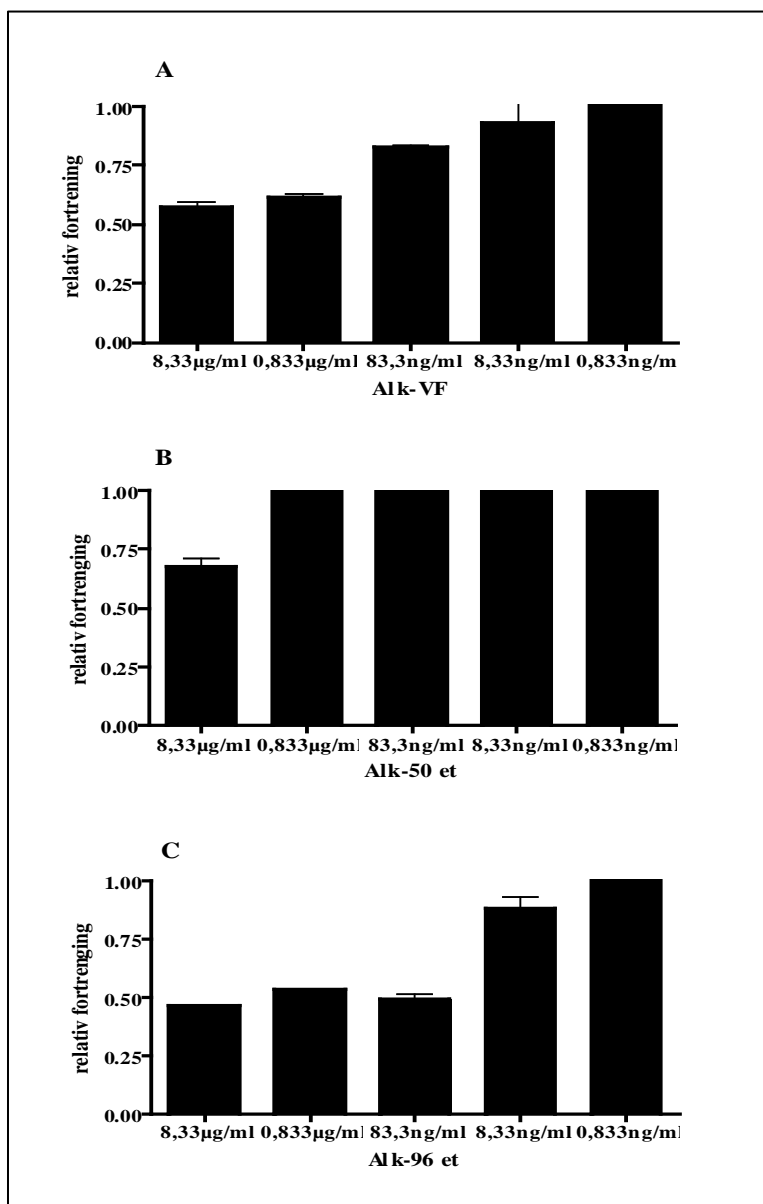 A
relativ fortrening
1.00
0.75
0.50
0.25
0.00
8,33µg/ml 0,833µg/ml 83,3ng/ml 8,33ng/ml 0,833ng/m
Alk-VF
B
relativ fortrenging
1.00
0.75
0.50
0.25
0.00
8,33µg/ml 0,833µg/ml 83,3ng/ml 8,33ng/ml 0,833ng/ml
Alk-50 et
C
relativ fortrenging
1.00
0.75
0.50
0.25
0.00
8,33µg/ml 0,833µg/ml 83,3ng/ml 8,33ng/ml 0,833ng/ml
Alk-96 et